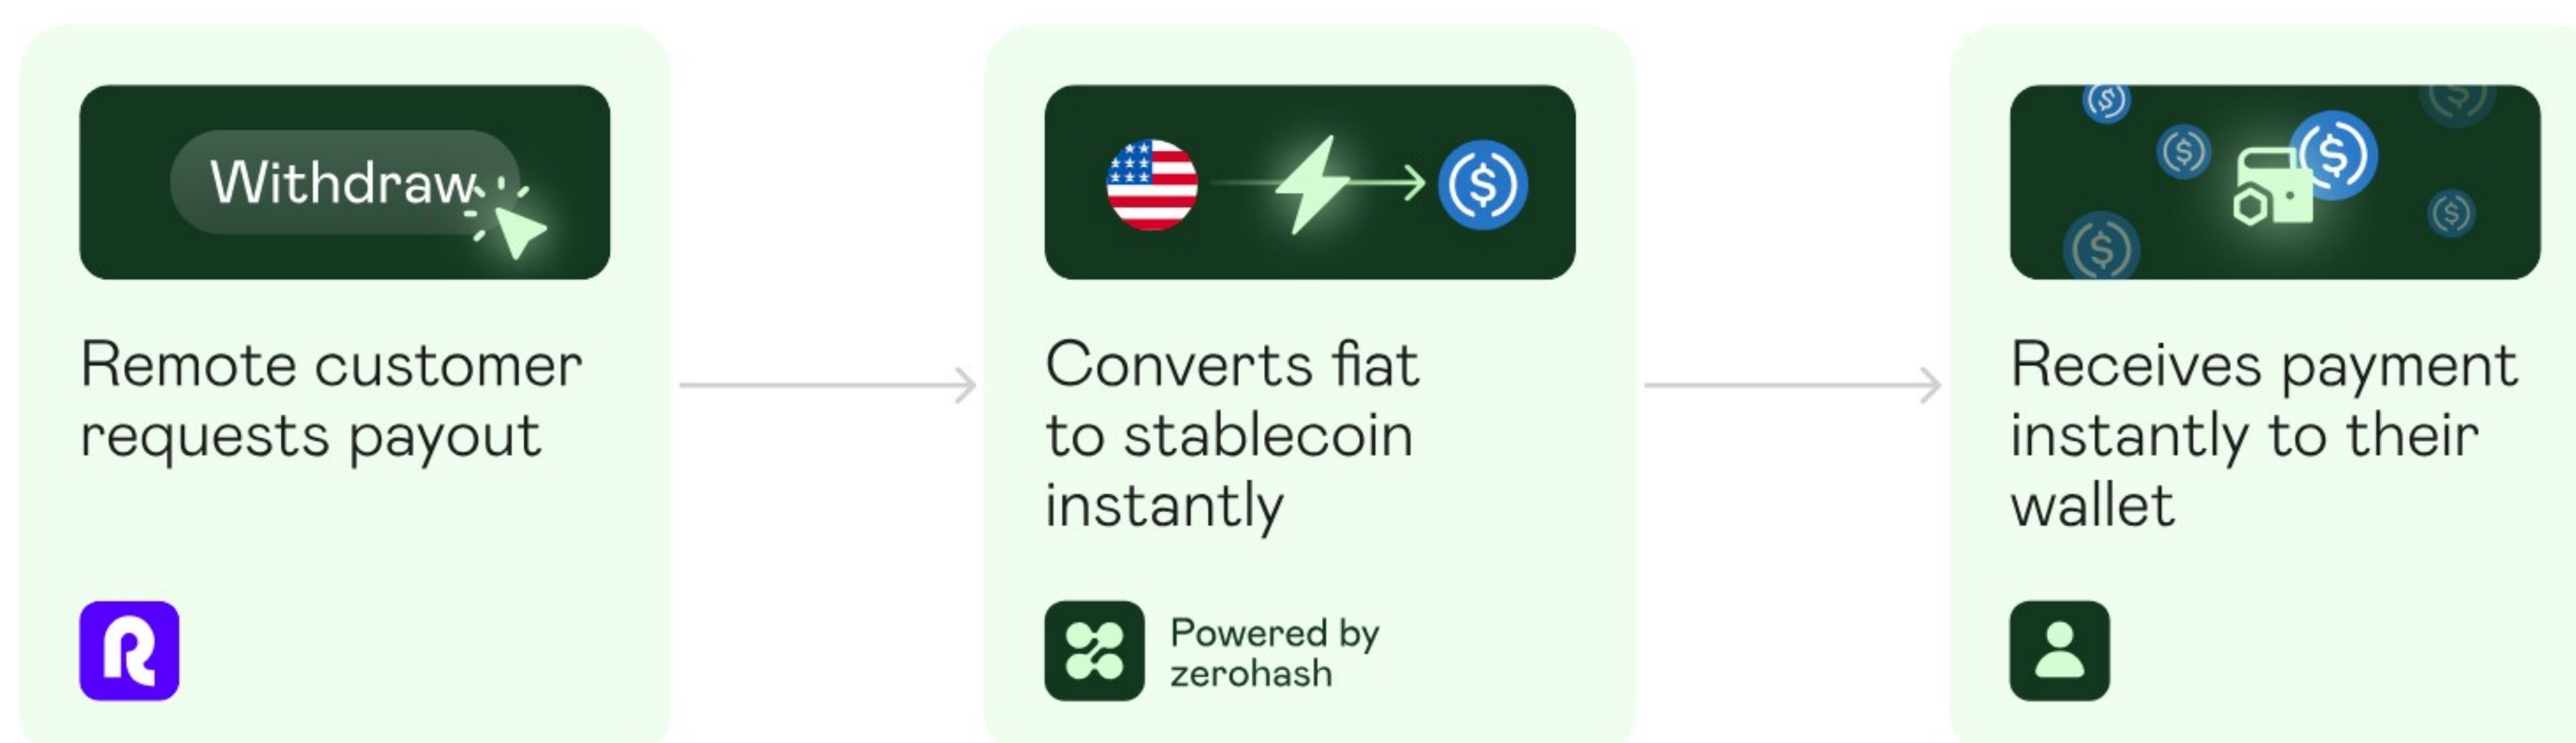 Withdraw
Remote customer
requests payout
Converts fiat
to stablecoin
instantly
Powered by
zerohash
Receives payment
instantly to their
wallet